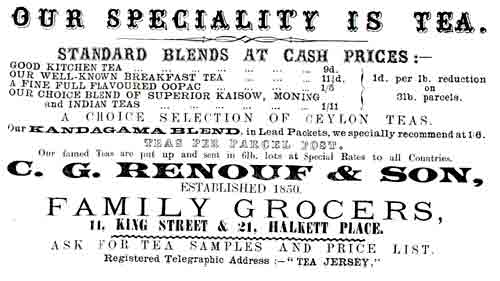 OUR SPECIALITY IS TEA.
STANDARD BLENDS AT CASH PRICES:—
GOOD KITCHEN TEA ... ... ... ... ... 9d.
OUR WELL-KNOWN BREAKFAST TEA ... ... 11½d.
A FINE FULL FLAVOURED OOPAC ... ... ... 1/5
OUR CHOICE BLEND OF SUPERIOR KAISOW, MONING
and INDIAN TEAS ... ... ... ... 1/11
1d. per lb. reduction
on
3lb. parcels.
A CHOICE SELECTION OF CEYLON TEAS.
Our KANDAGAMA BLEND, in Lead Packets, we specially recommend at 1/6.
TEAS PER PARCEL POST.
Our famed Teas are put up and sent in 6lb. lots at Special Rates to all Countries.
C. G. RENOUF & SON,
ESTABLISHED 1850.
FAMILY GROCERS,
11, KING STREET & 21, HALKETT PLACE.
ASK FOR TEA SAMPLES AND PRICE LIST.
Registered Telegraphic Address :—"TEA JERSEY."